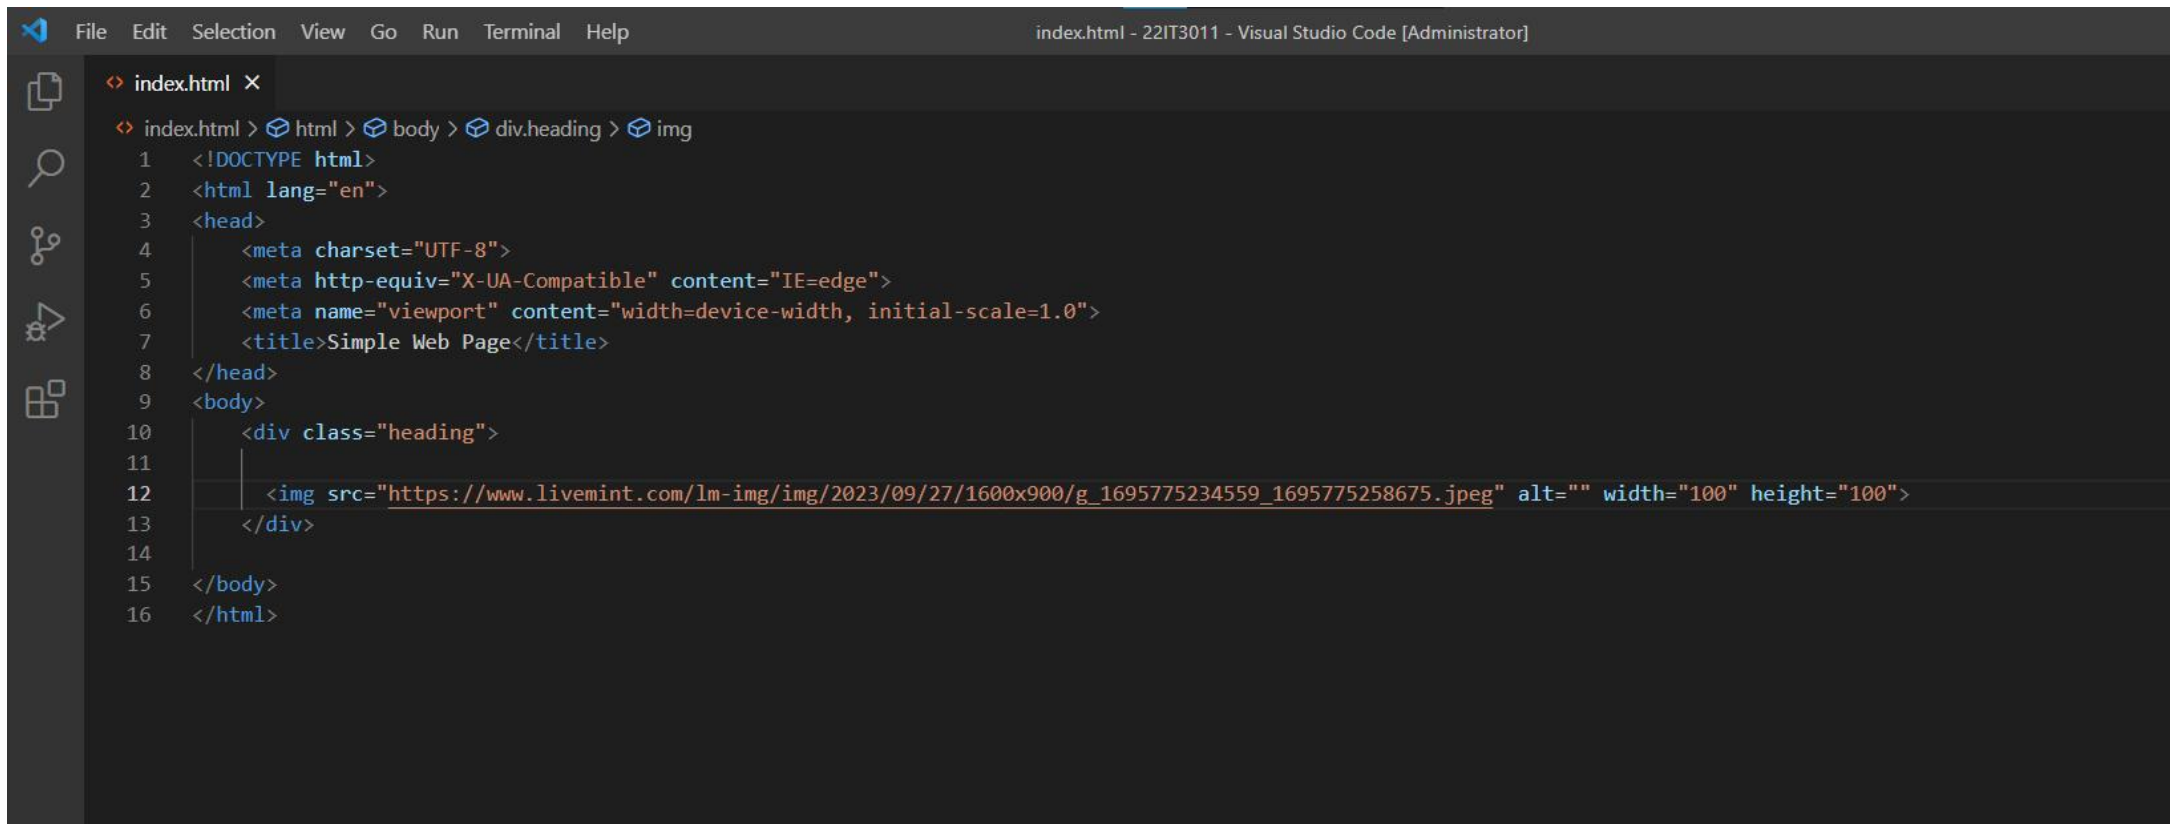 File Edit Selection View Go Run Terminal Help index.html - 22IT3011 - Visual Studio Code [Administrator]
<> index.html ×
<> index.html > html > body > div.heading > img
1 <!DOCTYPE html>
2 <html lang="en">
3 <head>
4 <meta charset="UTF-8">
5 <meta http-equiv="X-UA-Compatible" content="IE=edge">
6 <meta name="viewport" content="width=device-width, initial-scale=1.0">
7 <title>Simple Web Page</title>
8 </head>
9 <body>
10 <div class="heading">
11
12 <img src="https://www.livemint.com/lm-img/img/2023/09/27/1600x900/g_1695775234559_1695775258675.jpeg" alt="" width="100" height="100">
13 </div>
14
15 </body>
16 </html>